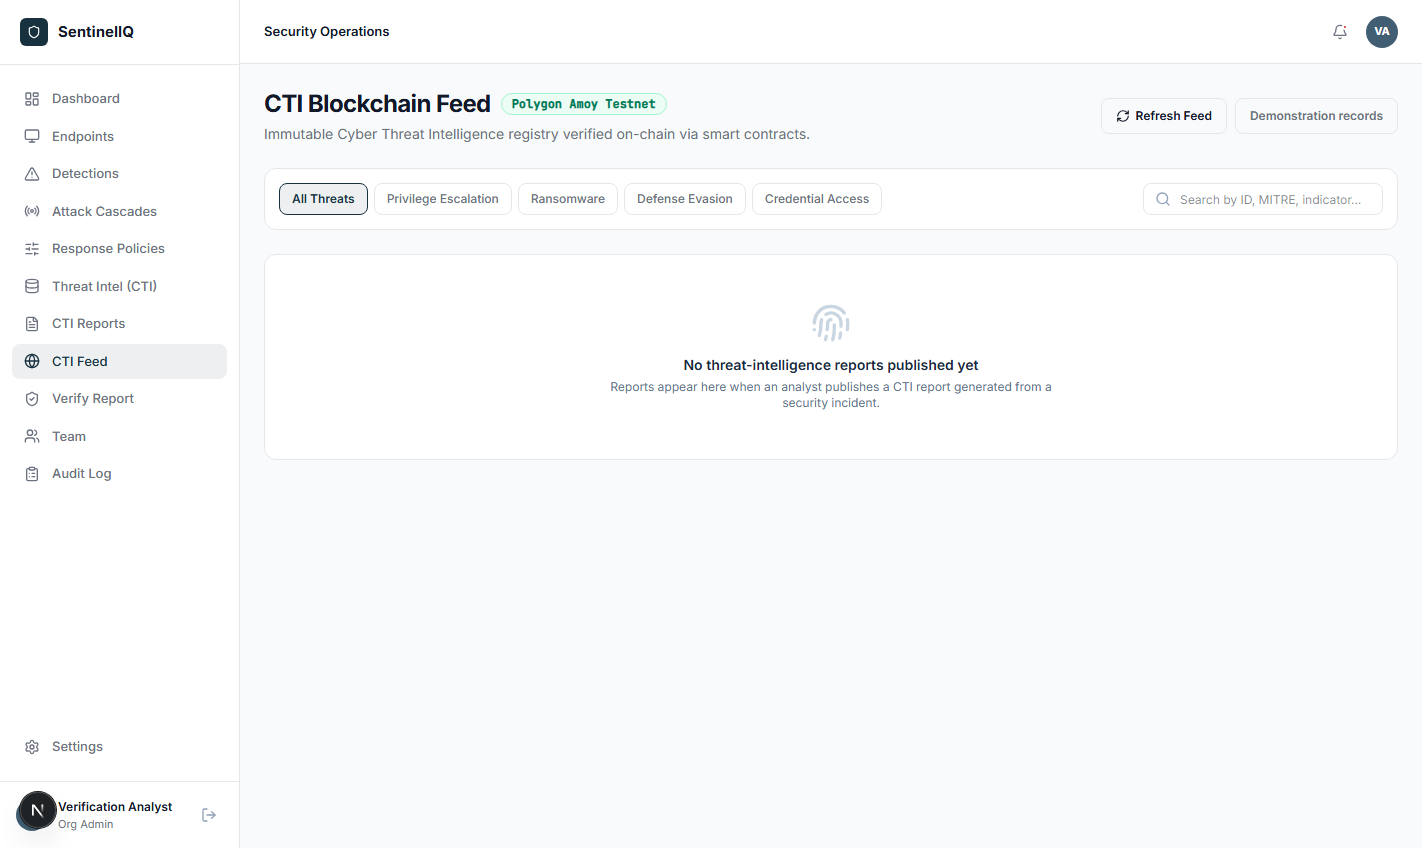 SentinelIQ
Security Operations
VA
Dashboard
Endpoints
Detections
Attack Cascades
Response Policies
Threat Intel (CTI)
CTI Reports
CTI Feed
Verify Report
Team
Audit Log
Settings
N
Verification Analyst
Org Admin
CTI Blockchain Feed
Polygon Amoy Testnet
Immutable Cyber Threat Intelligence registry verified on-chain via smart contracts.
Refresh Feed
Demonstration records
All Threats
Privilege Escalation
Ransomware
Defense Evasion
Credential Access
Search by ID, MITRE, indicator...
No threat-intelligence reports published yet
Reports appear here when an analyst publishes a CTI report generated from a
security incident.